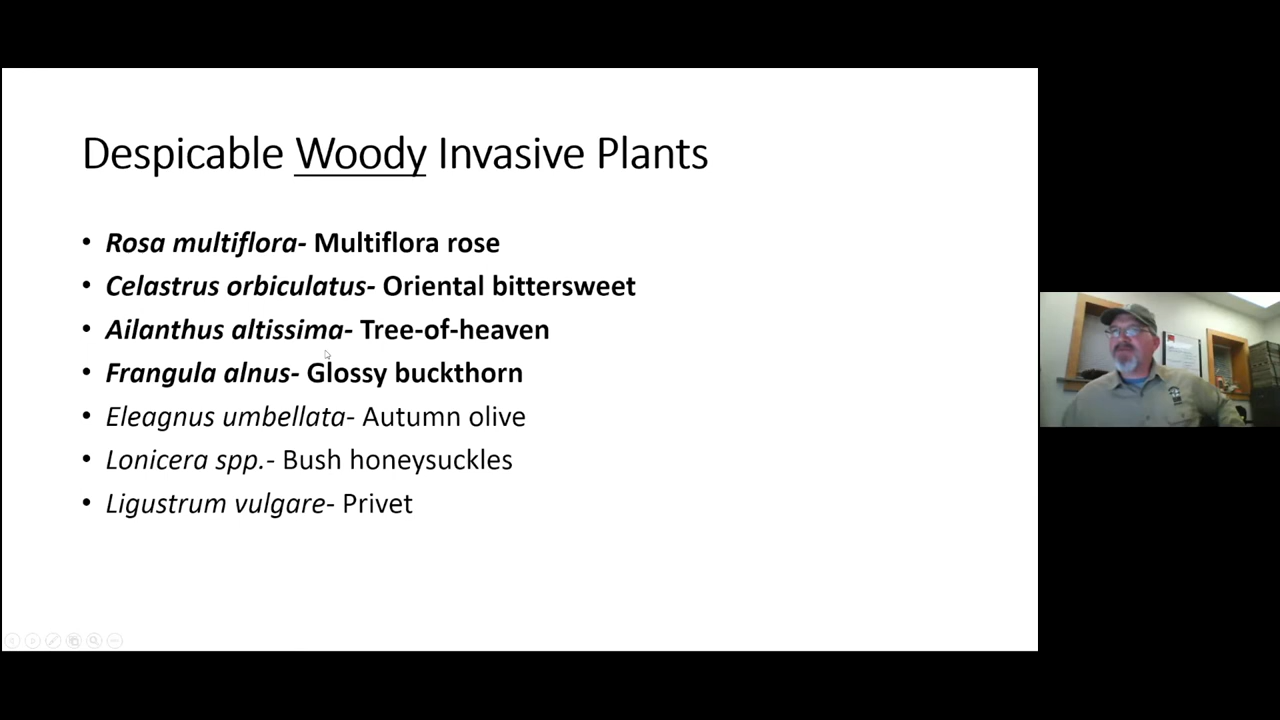 Despicable Woody Invasive Plants
• Rosa multiflora- Multiflora rose
• Celastrus orbiculatus- Oriental bittersweet
• Ailanthus altissima- Tree-of-heaven
• Frangula alnus- Glossy buckthorn
• Eleagnus umbellata- Autumn olive
• Lonicera spp.- Bush honeysuckles
• Ligustrum vulgare- Privet